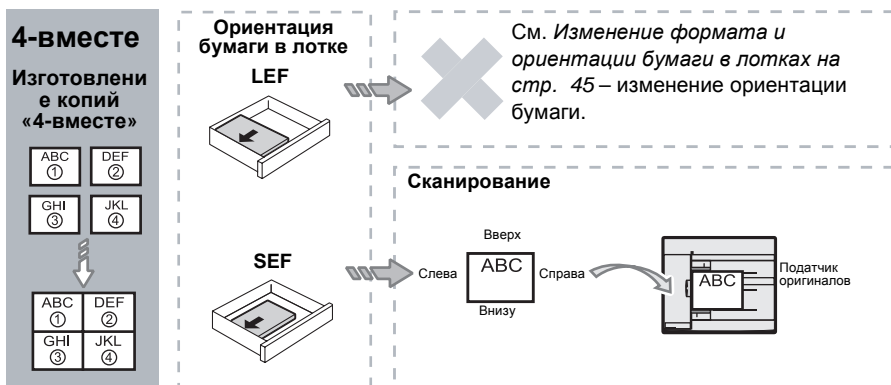 4-вместе
Изготовлени
е копий
«4-вместе»
ABC
①
DEF
②
GHI
③
JKL
④
ABC
①
DEF
②
GHI
③
JKL
④
Ориентация
бумаги в лотке
LEF
SEF
См. Изменение формата и
ориентации бумаги в лотках на
стр. 45 – изменение ориентации
бумаги.
Сканирование
Вверх
Слева
ABC
Справа
Внизу
ABC
Податчик
оригиналов